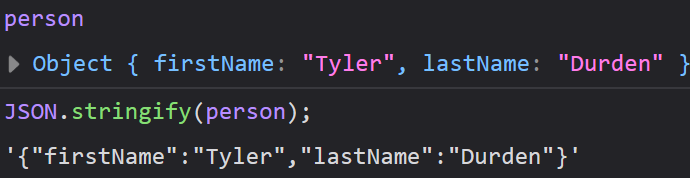 person
Object { firstName: "Tyler", lastName: "Durden" }
JSON.stringify(person);
'{"firstName":"Tyler","lastName":"Durden"}'